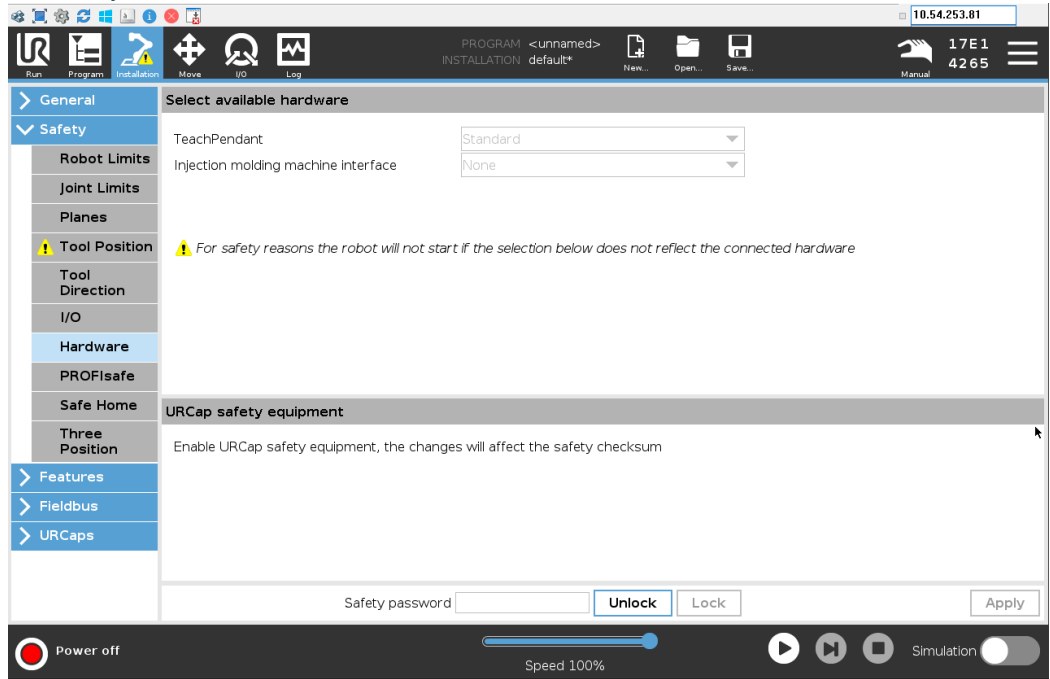 10.54.253.81
PROGRAM <unnamed>
INSTALLATION default*
17E1
4265
Run Program Installation Move I/O Log New... Open... Save... Manual
General
Safety
Robot Limits
Joint Limits
Planes
Tool Position
Tool
Direction
I/O
Hardware
PROFIsafe
Safe Home
Three
Position
Features
Fieldbus
URCaps
Select available hardware
TeachPendant Standard
Injection molding machine interface None
For safety reasons the robot will not start if the selection below does not reflect the connected hardware
URCap safety equipment
Enable URCap safety equipment, the changes will affect the safety checksum
Safety password Unlock Lock Apply
Power off
Speed 100%
Simulation